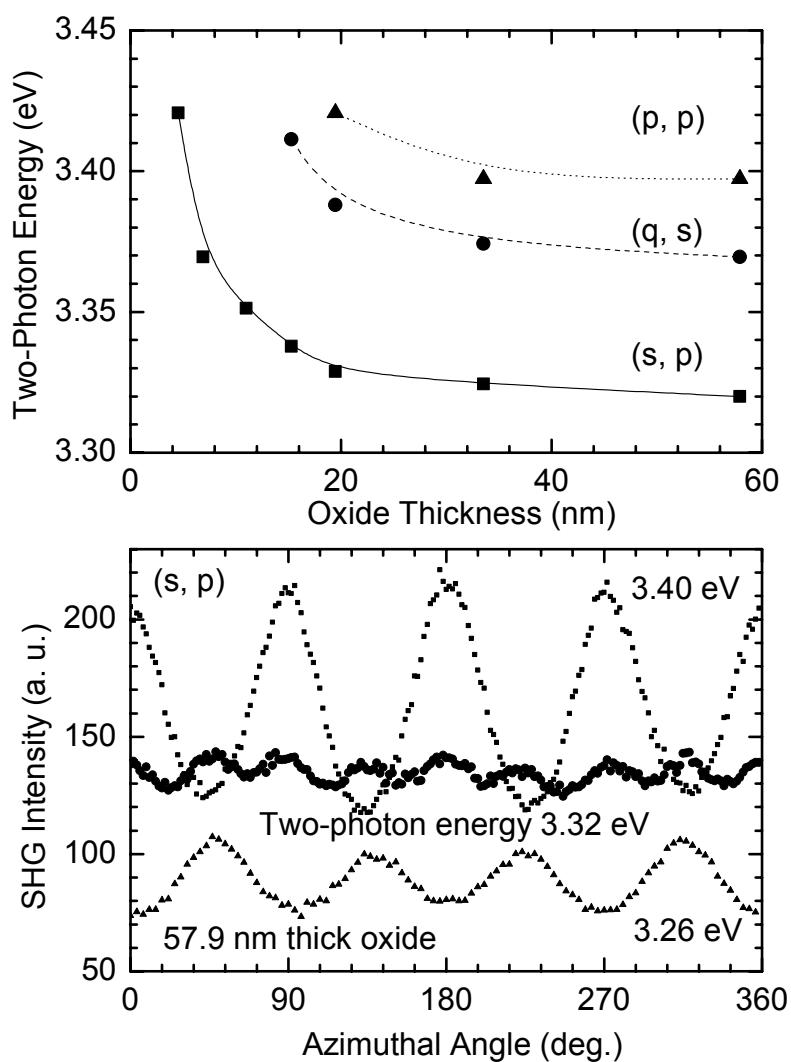 3.45
3.40
3.35
3.30
Two-Photon Energy (eV)
(p, p)
(q, s)
(s, p)
0
20
40
60
Oxide Thickness (nm)
(s, p)
3.40 eV
200
150
100
50
SHG Intensity (a. u.)
Two-photon energy 3.32 eV
57.9 nm thick oxide
3.26 eV
0
90
180
270
360
Azimuthal Angle (deg.)